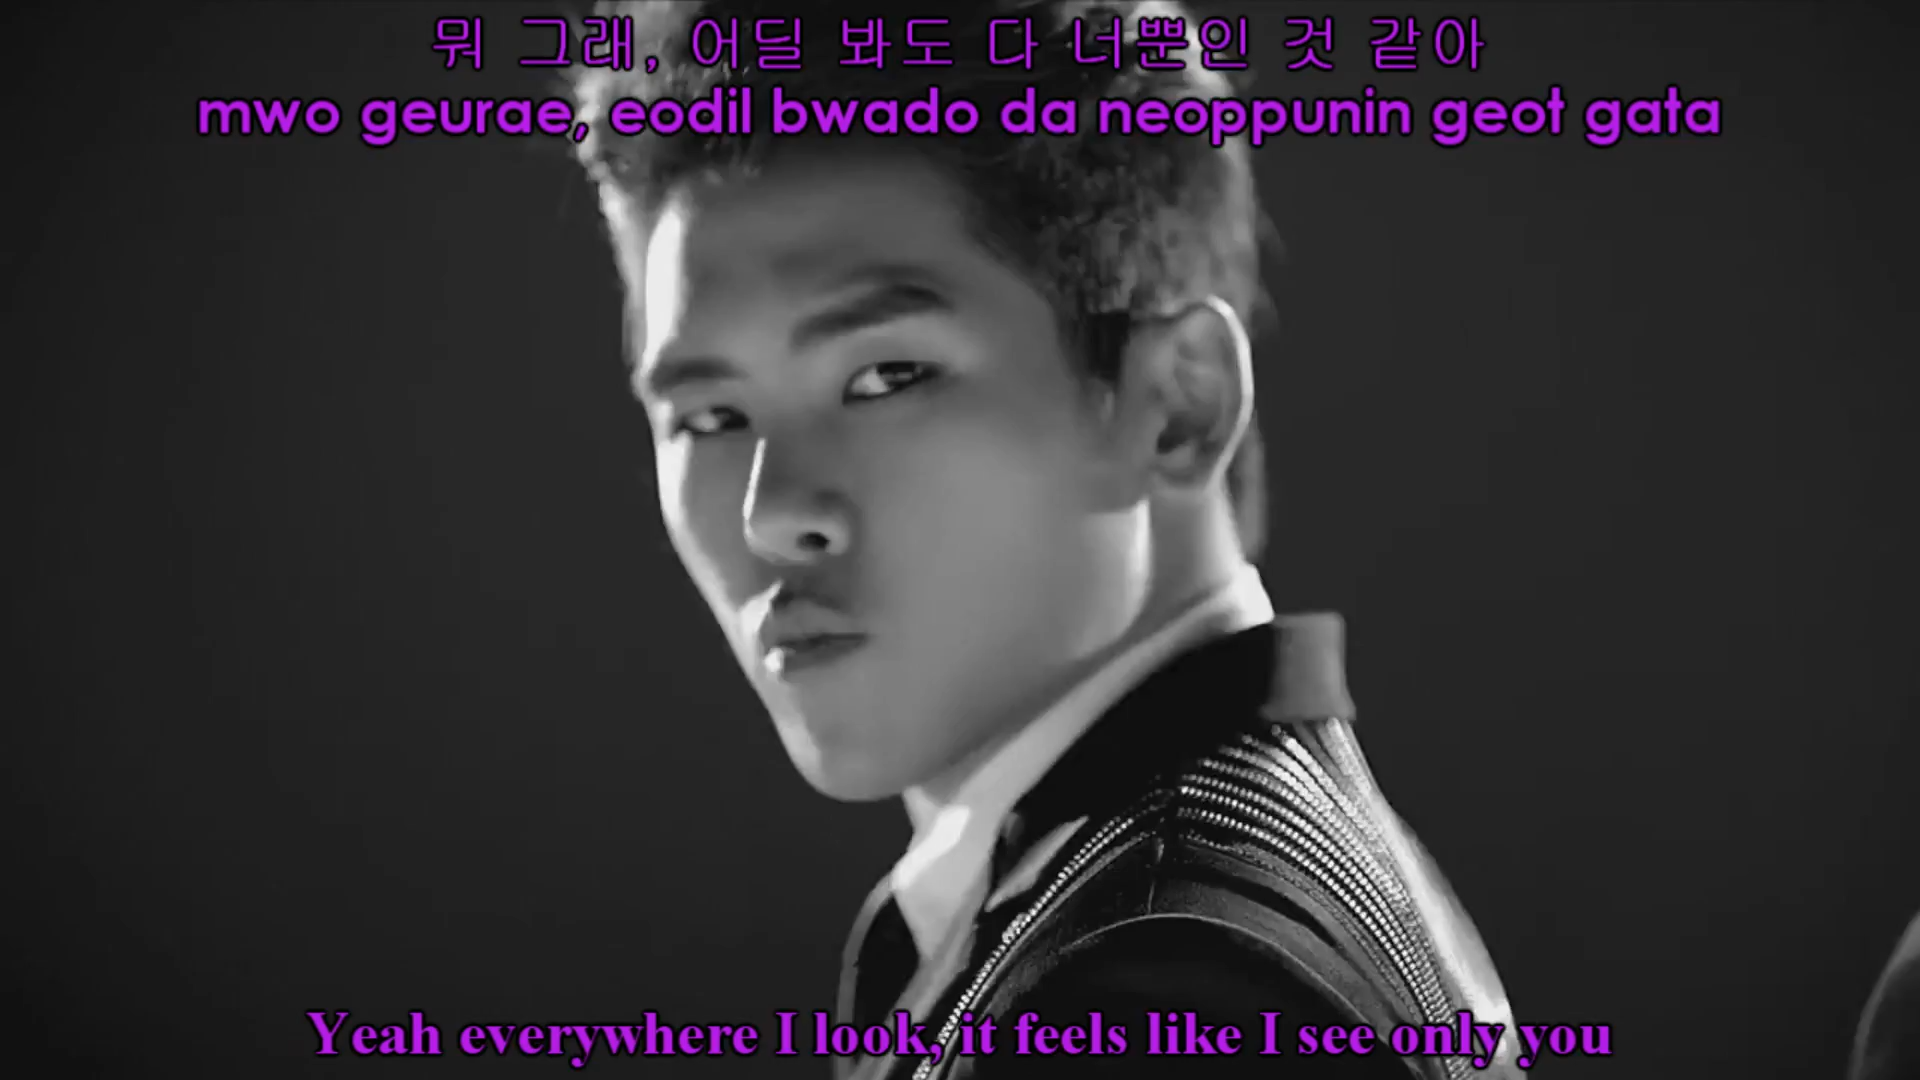 뭐 그래, 어딜 봐도 다 너뿐인 것 같아
mwo geurae, eodil bwado da neoppunin geot gata
Yeah everywhere I look, it feels like I see only you